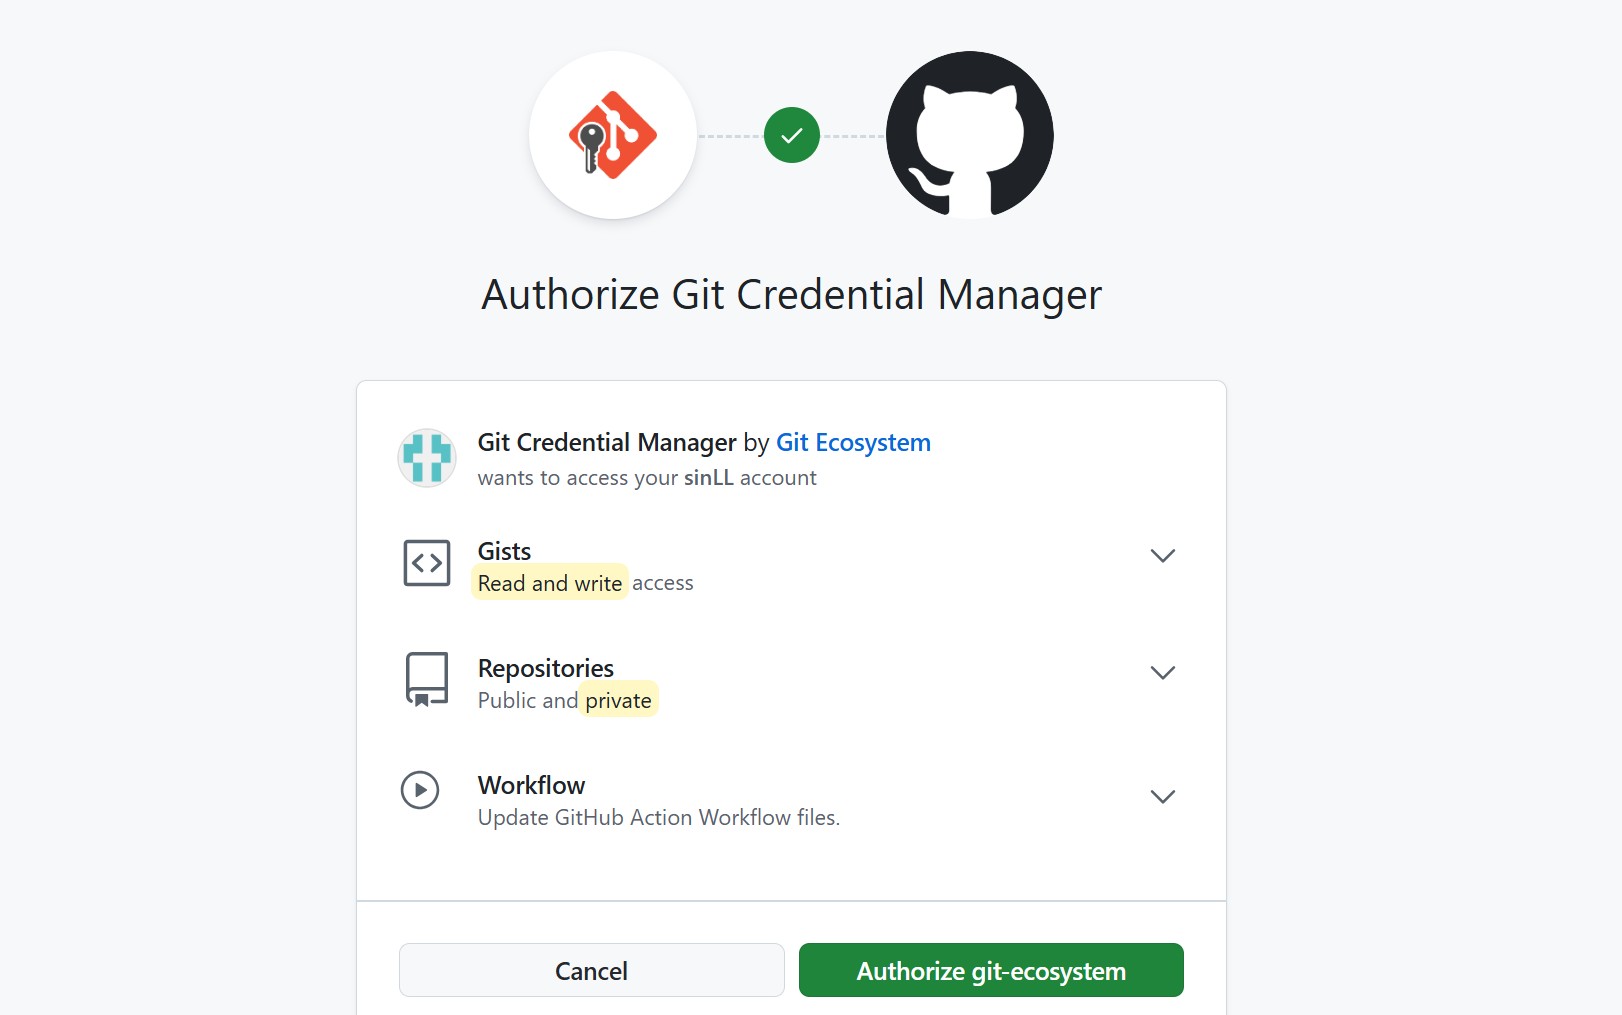 Authorize Git Credential Manager
Git Credential Manager by Git Ecosystem
wants to access your sinLL account
Gists
Read and write access
Repositories
Public and private
Workflow
Update GitHub Action Workflow files.
Cancel
Authorize git-ecosystem